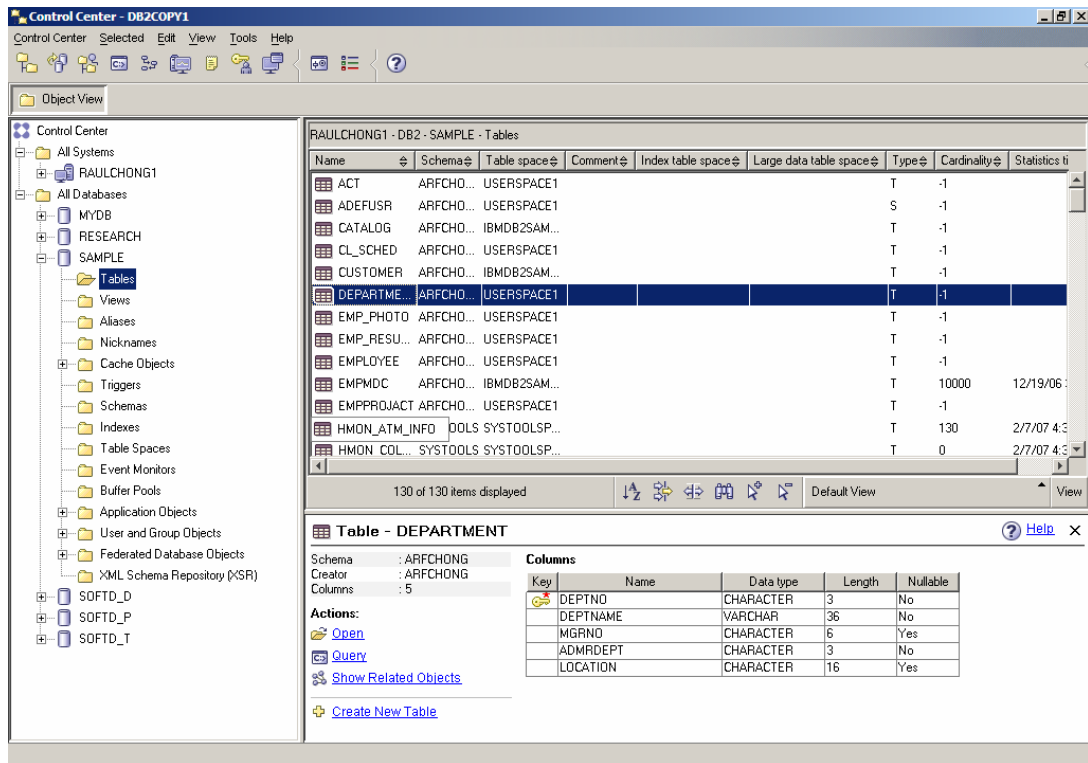 Control Center - DB2COPY1
Control Center Selected Edit View Tools Help
Object View
Control Center
All Systems
RAULCHONG1
All Databases
MYDB
RESEARCH
SAMPLE
Tables
Views
Aliases
Nicknames
Cache Objects
Triggers
Schemas
Indexes
Table Spaces
Event Monitors
Buffer Pools
Application Objects
User and Group Objects
Federated Database Objects
XML Schema Repository (XSR)
SOFTD_D
SOFTD_P
SOFTD_T
RAULCHONG1 - DB2 - SAMPLE - Tables
Name Schema Table space Comment Index table space Large data table space Type Cardinality Statistics ti
ACT ARFCHO... USERSPACE1 T -1
ADEFUSR ARFCHO... USERSPACE1 S -1
CATALOG ARFCHO... IBMDB2SAM... T -1
CL_SCHED ARFCHO... USERSPACE1 T -1
CUSTOMER ARFCHO... IBMDB2SAM... T -1
DEPARTME... ARFCHO... USERSPACE1 T -1
EMP_PHOTO ARFCHO... USERSPACE1 T -1
EMP_RESU... ARFCHO... USERSPACE1 T -1
EMPLOYEE ARFCHO... USERSPACE1 T -1
EMPMDC ARFCHO... IBMDB2SAM... T 10000 12/19/06
EMPPROJACT ARFCHO... USERSPACE1 T -1
HMON_ATM_INFO OOLS SYSTOOLSP... T 130 2/7/07 4:3
HMON_COL... SYSTOOLS SYSTOOLSP... T 0 2/7/07 4:3
130 of 130 items displayed Default View View
Table - DEPARTMENT Help
Schema : ARFCHONG
Creator : ARFCHONG
Columns : 5
Actions:
Open
Query
Show Related Objects
Create New Table
Columns
Key Name Data type Length Nullable
DEPTNO CHARACTER 3 No
DEPTNAME VARCHAR 36 No
MGRNO CHARACTER 6 Yes
ADMRDEPT CHARACTER 3 No
LOCATION CHARACTER 16 Yes